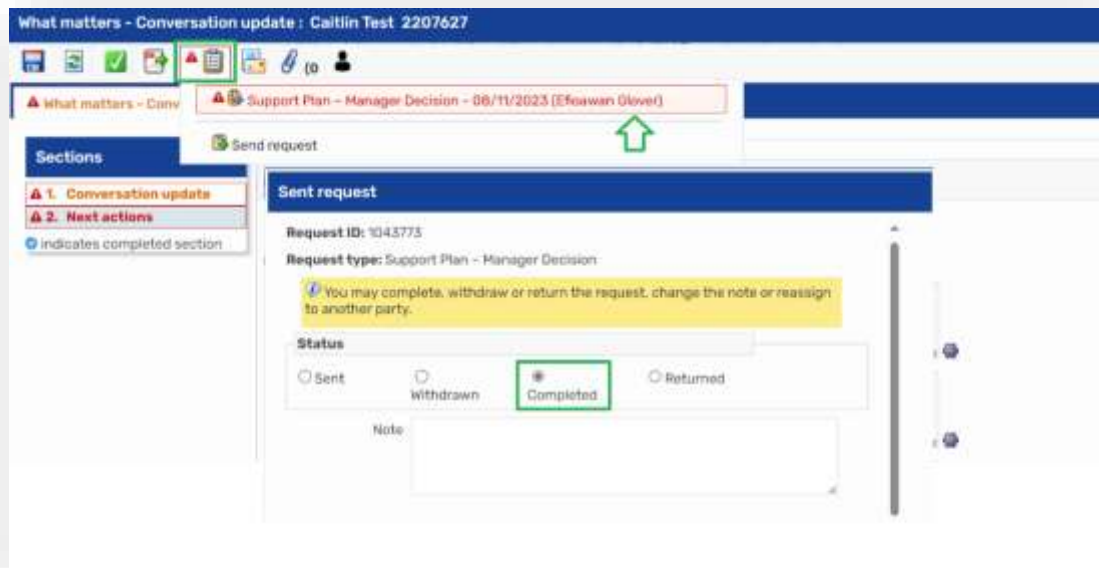 What matters - Conversation update : Caitlin Test 2207627
(0
What matters - Conv
Support Plan - Manager Decision - 08/11/2023 (Efioawan Glover)
Send request
Sections
1. Conversation update
2. Next actions
indicates completed section
Sent request
Request ID: 1043773
Request type: Support Plan - Manager Decision
You may complete, withdraw or return the request, change the note or reassign
to another party.
Status
Sent
Withdrawn
Completed
Returned
Note